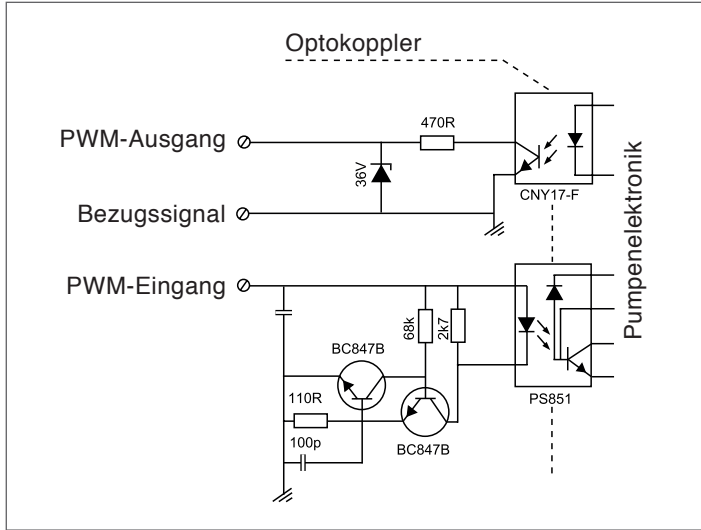 Optokoppler
470R
PWM-Ausgang
36V
CNY17-F
Bezugssignal
Pumpenelektronik
PWM-Eingang
68k
2k7
BC847B
110R
PS851
100p
BC847B